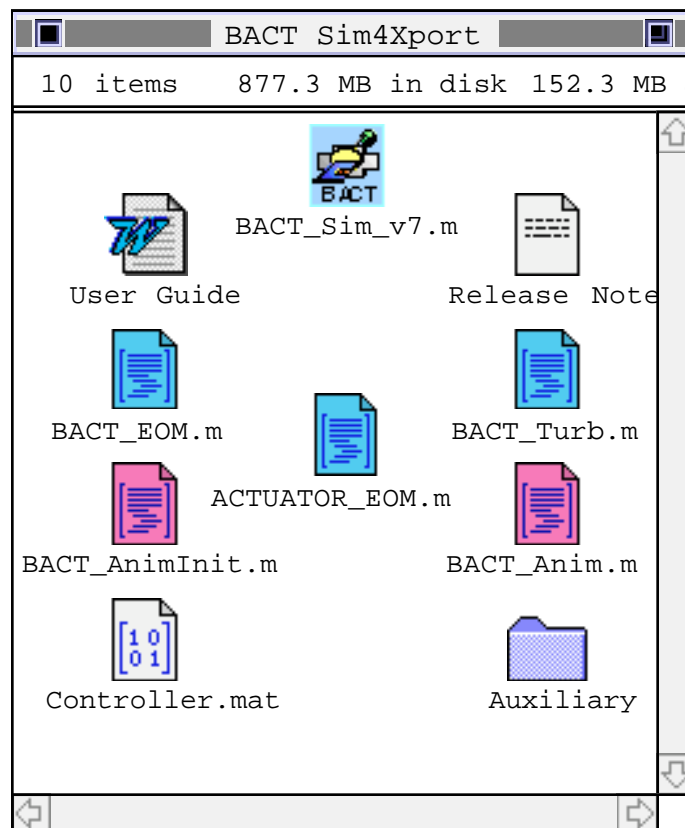 BACT Sim4Xport
10 items 877.3 MB in disk 152.3 MB
BACT
BACT_Sim_v7.m
W
User Guide
Release Note
BACT_EOM.m
BACT_Turb.m
ACTUATOR_EOM.m
BACT_AnimInit.m
BACT_Anim.m
1 0
0 1
Controller.mat
Auxiliary